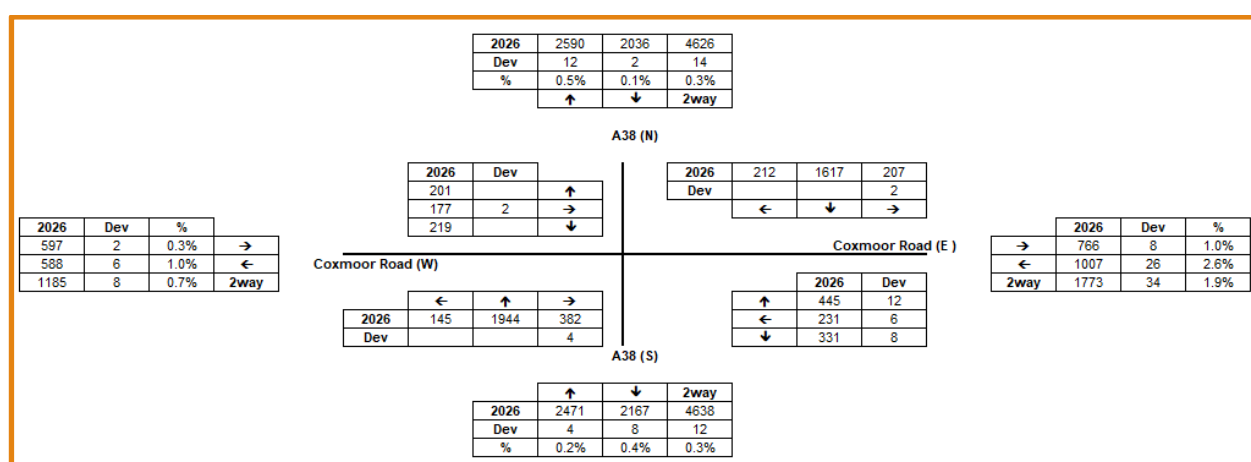 2026 2590 2036 4626
Dev 12 2 14
% 0.5% 0.1% 0.3%
↑ ↓ 2way
A38 (N)
2026 Dev
201 ↑
177 2 →
219 ↓
2026 212 1617 207
Dev 2
← ↓ →
2026 Dev %
597 2 0.3% →
588 6 1.0% ←
1185 8 0.7% 2way
2026 Dev %
→ 766 8 1.0%
← 1007 26 2.6%
2way 1773 34 1.9%
Coxmoor Road (E )
Coxmoor Road (W)
← ↑ →
2026 145 1944 382
Dev 4
2026 Dev
↑ 445 12
← 231 6
↓ 331 8
A38 (S)
↑ ↓ 2way
2026 2471 2167 4638
Dev 4 8 12
% 0.2% 0.4% 0.3%